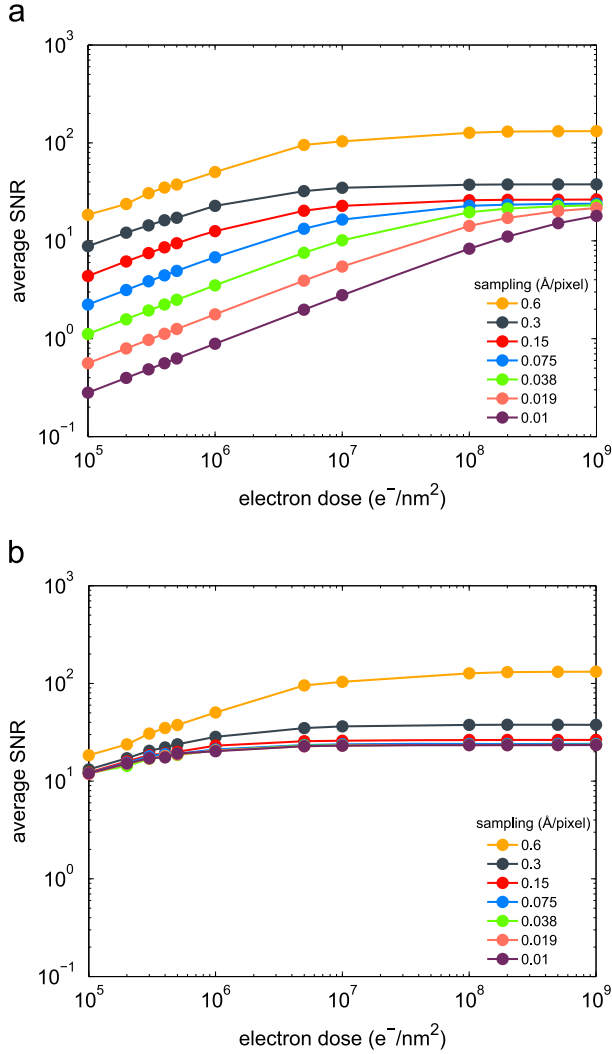 a
10³
10²
10¹
10⁰
10⁻¹
average SNR
sampling (Å/pixel)
0.6
0.3
0.15
0.075
0.038
0.019
0.01
10⁵ 10⁶ 10⁷ 10⁸ 10⁹
electron dose (e⁻/nm²)
b
10³
10²
10¹
10⁰
10⁻¹
average SNR
sampling (Å/pixel)
0.6
0.3
0.15
0.075
0.038
0.019
0.01
10⁵ 10⁶ 10⁷ 10⁸ 10⁹
electron dose (e⁻/nm²)